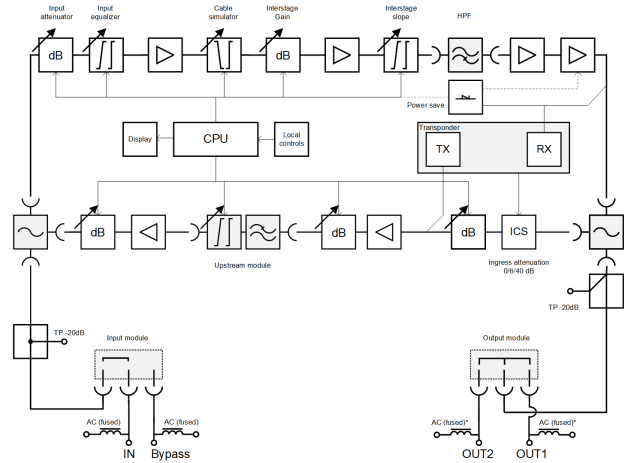 Input
attenuator
Input
equalizer
Cable
simulator
Interstage
Gain
Interstage
slope
HPF
dB
dB
Power save
Display
CPU
Local
controls
Transponder
TX
RX
dB
dB
dB
ICS
Upstream module
Ingress attenuation
0/6/40 dB
TP -20dB
TP -20dB
Input module
Output module
AC (fused)
AC (fused)
AC (fused)*
AC (fused)*
IN
Bypass
OUT2
OUT1